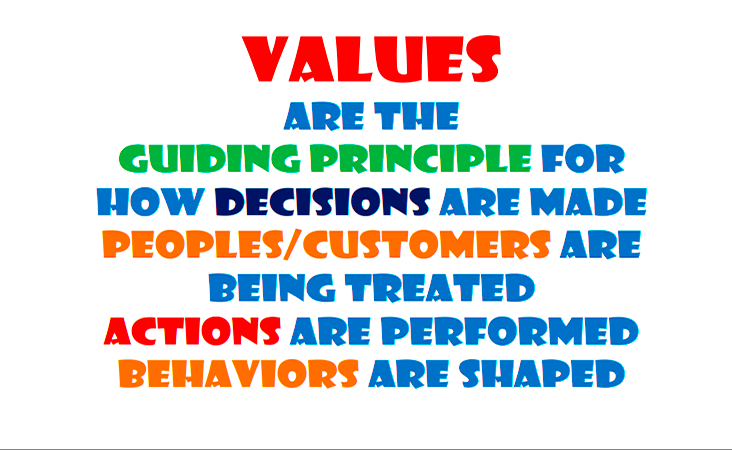 VALUES
ARE THE
GUIDING PRINCIPLE FOR
HOW DECISIONS ARE MADE
PEOPLES/CUSTOMERS ARE
BEING TREATED
ACTIONS ARE PERFORMED
BEHAVIORS ARE SHAPED